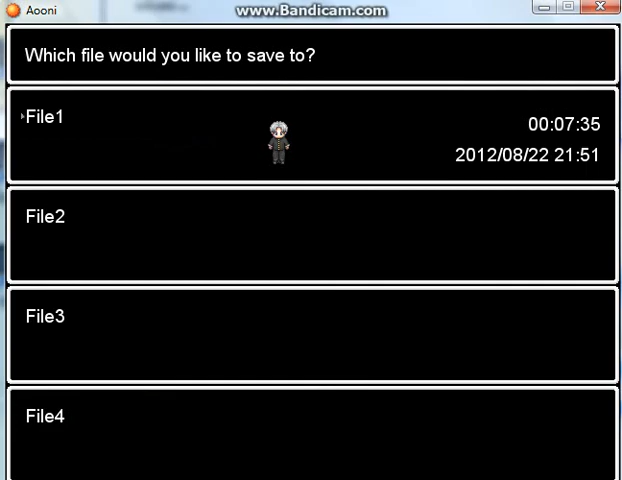 Aooni
www.Bandicam.com
Which file would you like to save to?
File1
00:07:35
2012/08/22 21:51
File2
File3
File4